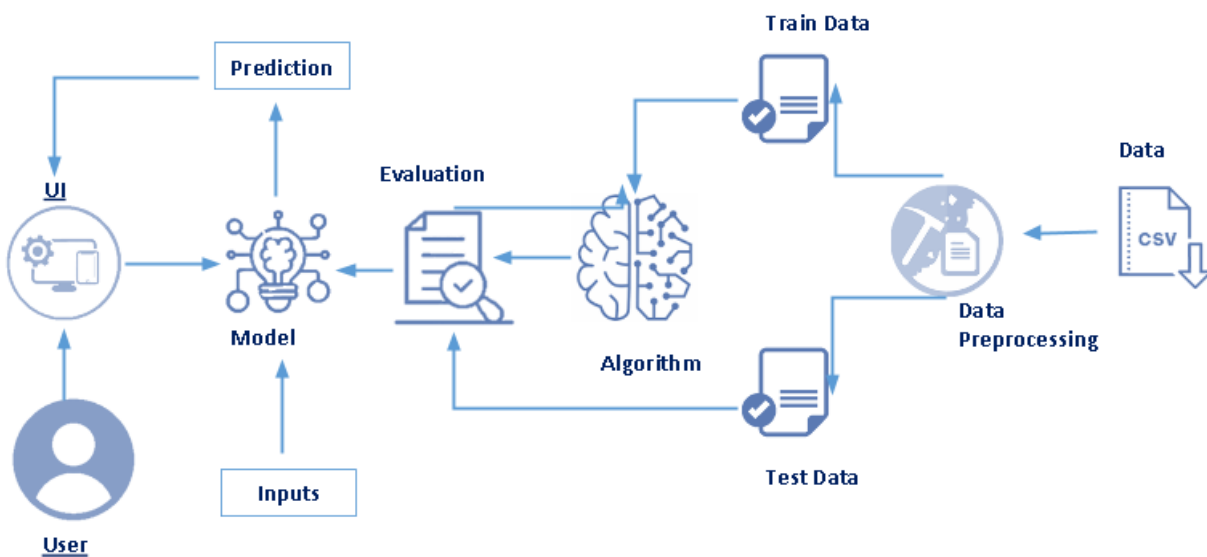 Train Data
Prediction
Data
Evaluation
UI
CSV
Data
Preprocessing
Model
Algorithm
Test Data
Inputs
User